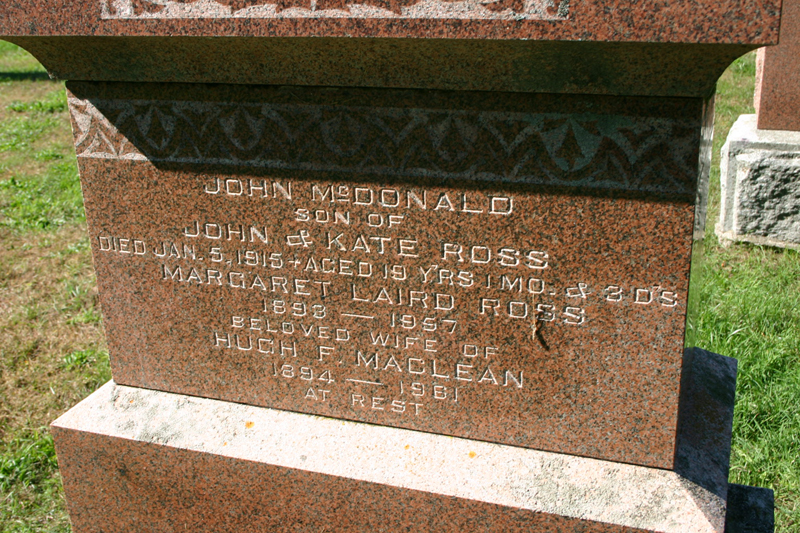 JOHN McDONALD
SON OF
JOHN & KATE ROSS
DIED JAN. 5, 1915 + AGED 19 YRS 1 MO. & 3 D'S
MARGARET LAIRD ROSS
1893 — 1957
BELOVED WIFE OF
HUGH F. MACLEAN
1894 — 1981
AT REST